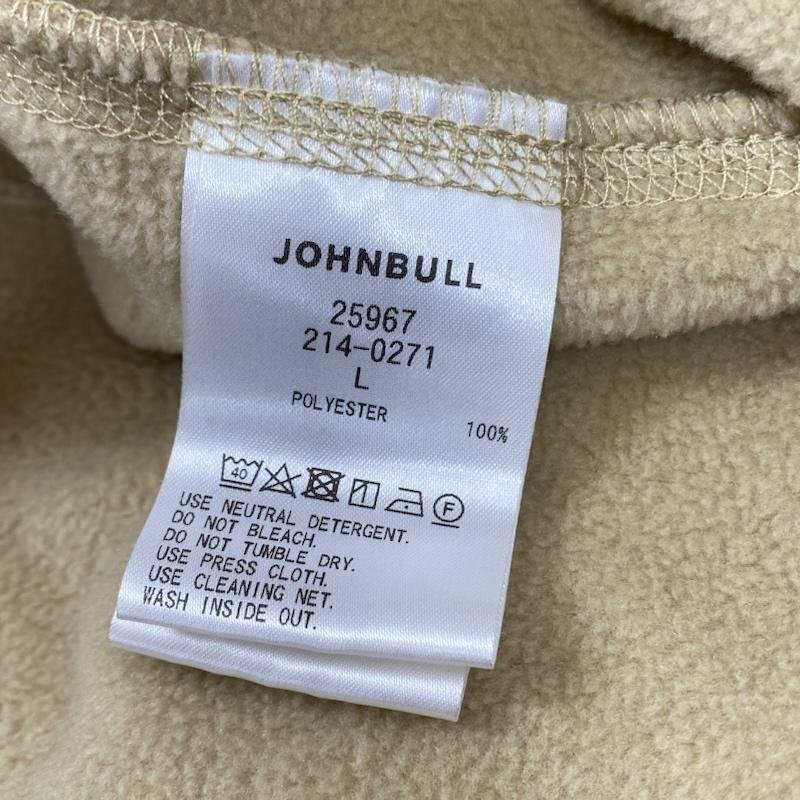 JOHNBULL
25967
214-0271
L
POLYESTER 100%
40 F
USE NEUTRAL DETERGENT.
DO NOT BLEACH.
DO NOT TUMBLE DRY.
USE PRESS CLOTH.
USE CLEANING NET.
WASH INSIDE OUT.